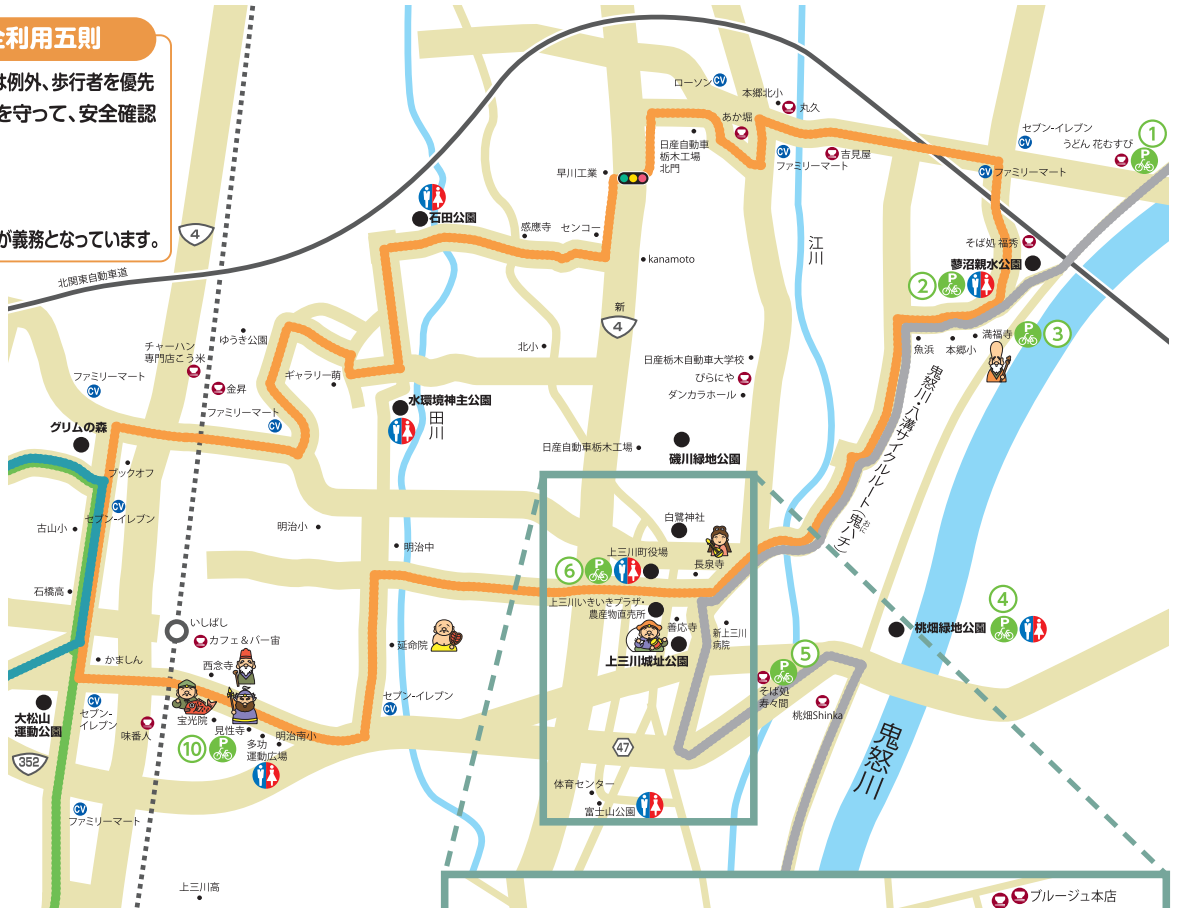 全利用五則
は例外、歩行者を優先
を守って、安全確認
が義務となっています。
4
北関東自動車道
ローソン
CV
本郷北小
丸久
あか堀
日産自動車
栃木工場
北門
CV
ファミリーマート
吉見屋
セブン-イレブン
CV
うどん 花むすび
1
P
CV
ファミリーマート
早川工業
石田公園
感應寺
センコー
kanamoto
江川
そば処 福秀
蓼沼親水公園
2
P
満福寺
P
3
魚浜
本郷小
新
4
北小
ゆうき公園
チャーハン
専門店こう米
金昇
ギャラリー萌
ファミリーマート
CV
ファミリーマート
CV
グリムの森
ブックオフ
CV
セブン-イレブン
水環境神主公園
田川
日産栃木自動車大学校
ぴらにや
ダンカラホール
日産自動車栃木工場
磯川緑地公園
鬼怒川・八溝サイクルルート(鬼ハチ)
おに
古山小
明治小
明治中
石橋高
白鷺神社
上三川町役場
6
P
長泉寺
上三川いきいきプラザ・
農産物直売所
善応寺
上三川城址公園
新上三川
病院
4
桃畑緑地公園
P
5
P
そば処
寿々間
桃畑Shinka
鬼怒川
いしばし
カフェ&バー宙
かましん
西念寺
延命院
セブン-イレブン
CV
大松山
運動公園
352
CV
セブン-
イレブン
味番人
宝光院
見性寺
10
P
多功
運動広場
明治南小
47
体育センター
富士山公園
CV
ファミリーマート
上三川高
ブルージュ本店